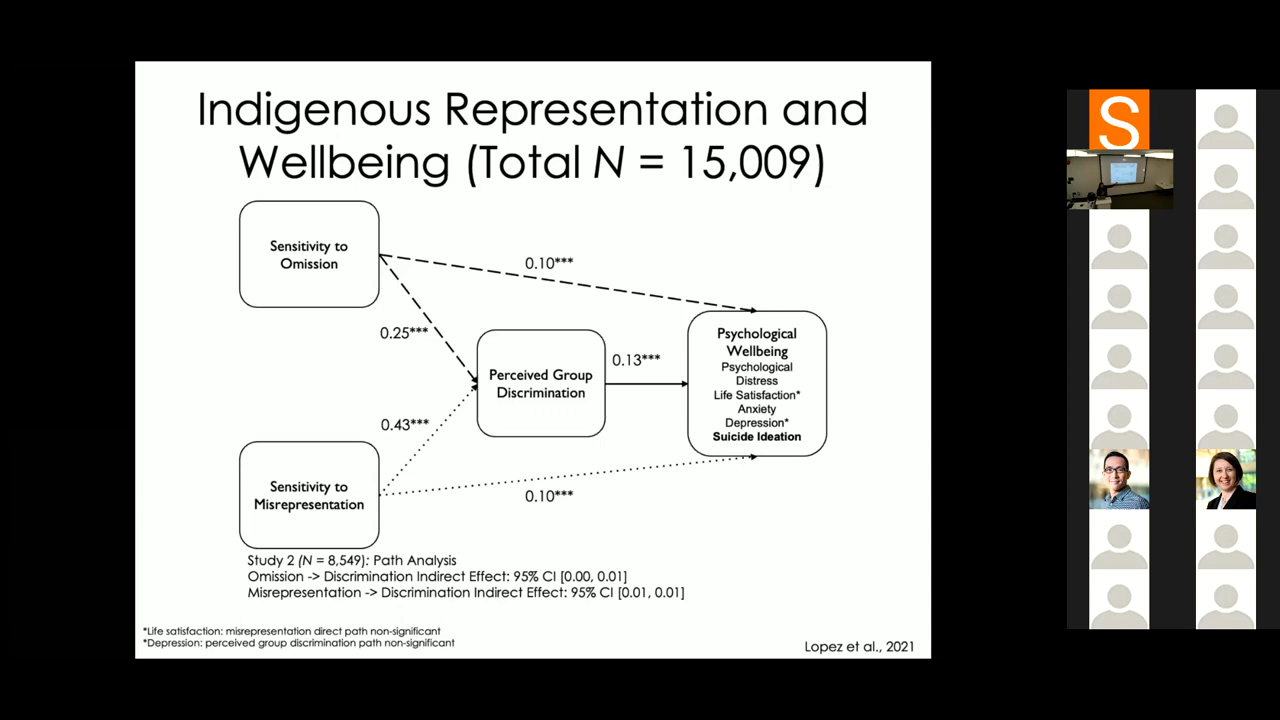 Indigenous Representation and
Wellbeing (Total N = 15,009)
Sensitivity to
Omission
0.10***
0.25***
Perceived Group
Discrimination
0.13***
Psychological
Wellbeing
Psychological
Distress
Life Satisfaction*
Anxiety
Depression*
Suicide Ideation
0.43***
Sensitivity to
Misrepresentation
0.10***
Study 2 (N = 8,549): Path Analysis
Omission -> Discrimination Indirect Effect: 95% CI [0.00, 0.01]
Misrepresentation -> Discrimination Indirect Effect: 95% CI [0.01, 0.01]
*Life satisfaction: misrepresentation direct path non-significant
*Depression: perceived group discrimination path non-significant
Lopez et al., 2021
S